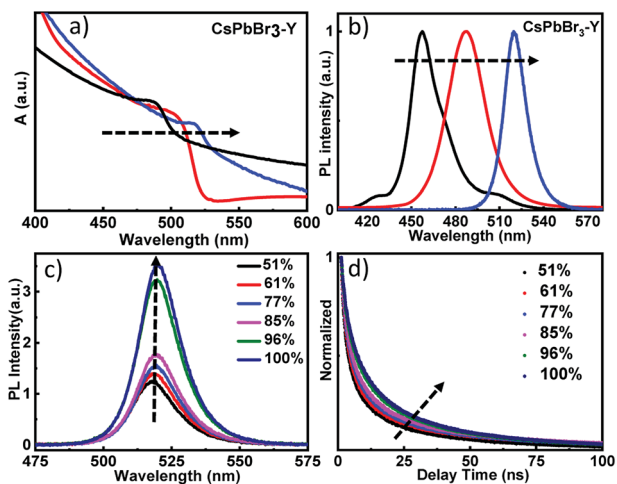 a) CsPbBr3-Y
A (a.u.)
400 450 500 550 600
Wavelength (nm)
b) CsPbBr₃-Y
PL intensity (a.u.)
1
0
420 450 480 510 540 570
Wavelength (nm)
c)
PL Intensity(a.u.)
3
2
1
0
51%
61%
77%
85%
96%
100%
475 500 525 550 575
Wavelength (nm)
d)
Normalized
1
51%
61%
77%
85%
96%
100%
0 25 50 75 100
Delay Time (ns)